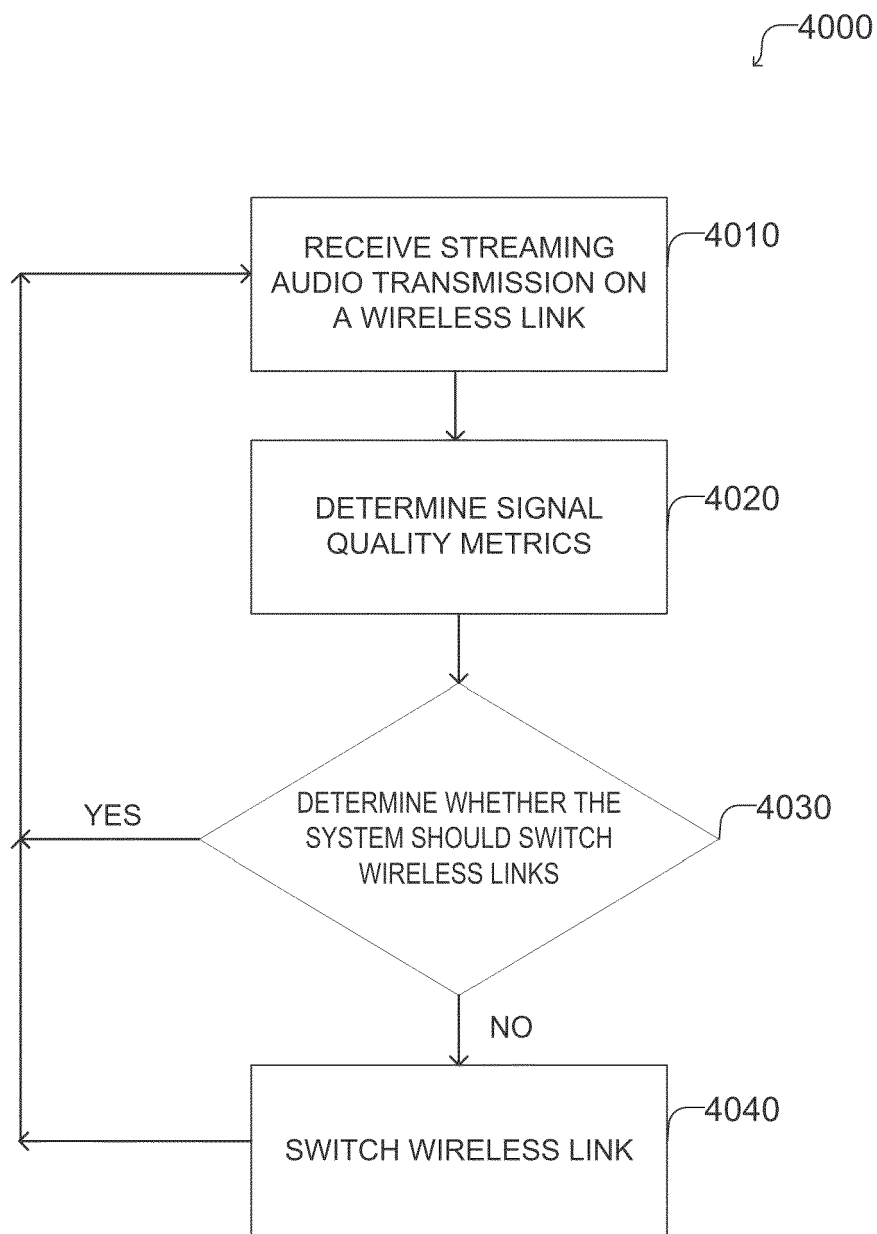 4000
RECEIVE STREAMING
AUDIO TRANSMISSION ON
A WIRELESS LINK
4010
DETERMINE SIGNAL
QUALITY METRICS
4020
DETERMINE WHETHER THE
SYSTEM SHOULD SWITCH
WIRELESS LINKS
4030
YES
NO
SWITCH WIRELESS LINK
4040